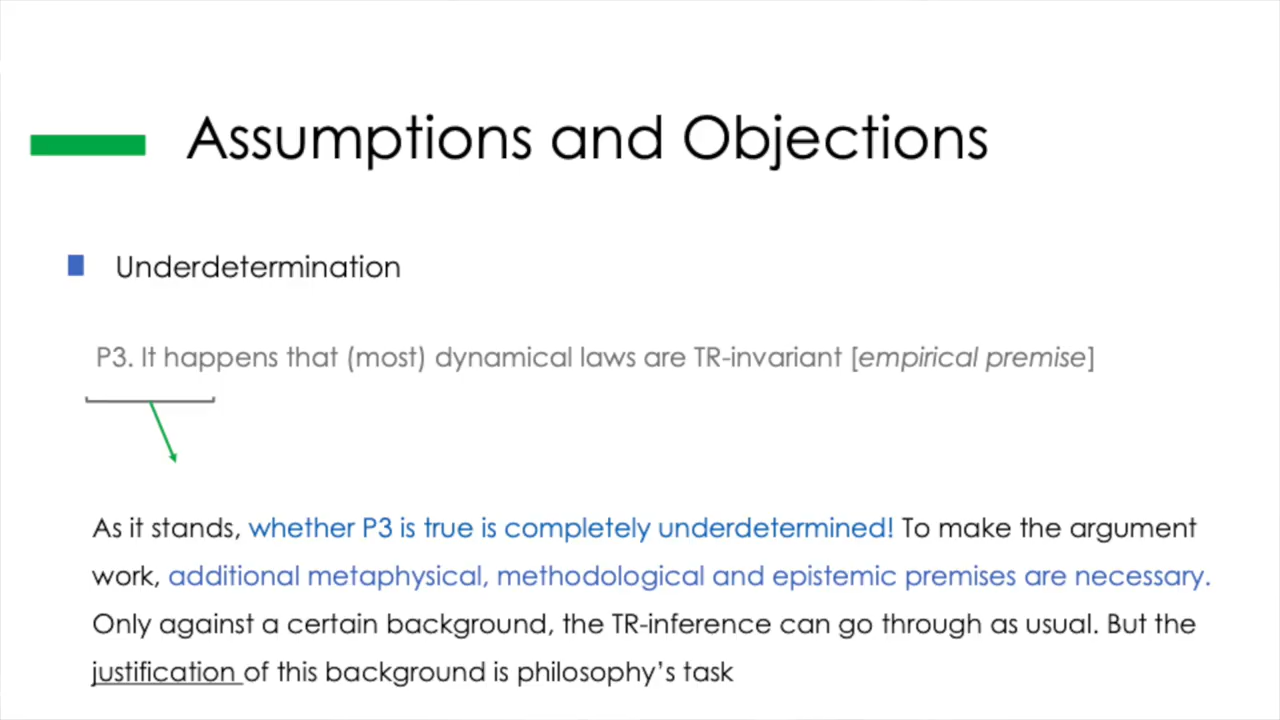 Assumptions and Objections
Underdetermination
P3. It happens that (most) dynamical laws are TR-invariant [empirical premise]
As it stands, whether P3 is true is completely underdetermined! To make the argument
work, additional metaphysical, methodological and epistemic premises are necessary.
Only against a certain background, the TR-inference can go through as usual. But the
justification of this background is philosophy’s task